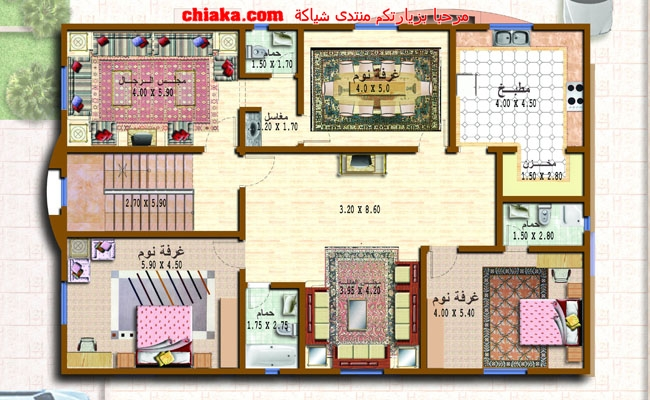 مرحبا بزيارتكم منتدى شياكة chiaka.com
مجلس الرجال
4.00 X 5.90
حمام
1.50 X 1.70
غرفة نوم
4.0 X 5.0
مطبخ
4.00 X 4.50
مغاسل
1.20 X 1.70
مخزن
1.50 X 2.80
2.70 X 5.90
3.20 X 8.60
حمام
1.50 X 2.80
غرفة نوم
5.90 X 4.50
3.95 X 4.20
حمام
1.75 X 2.75
غرفة نوم
4.00 X 5.40